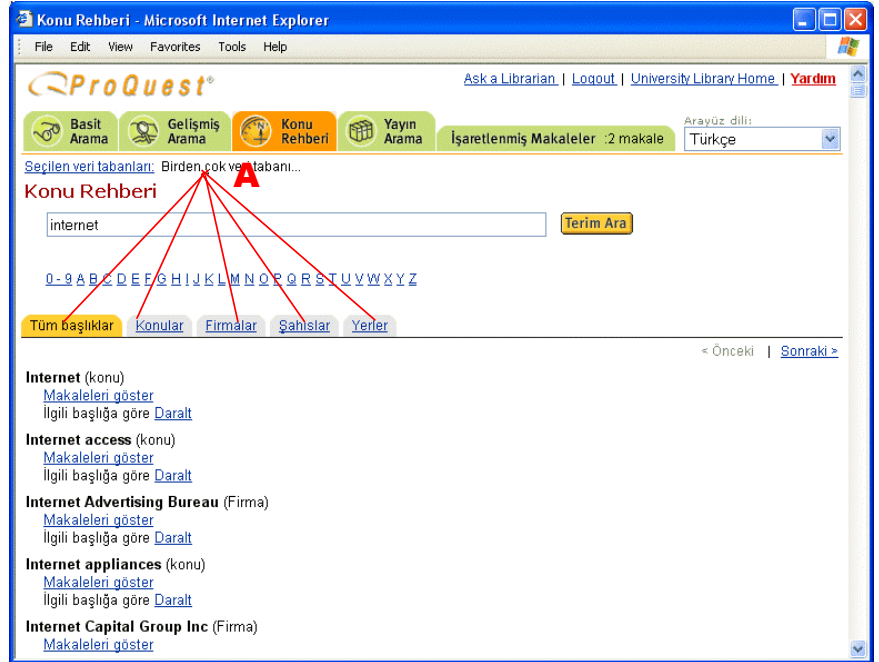 Konu Rehberi - Microsoft Internet Explorer
File Edit View Favorites Tools Help
ProQuest®
Ask a Librarian | Logout | University Library Home | Yardım
Basit Arama
Gelişmiş Arama
Konu Rehberi
Yayın Arama
İşaretlenmiş Makaleler :2 makale
Arayüz dili:
Türkçe
Seçilen veri tabanları: Birden çok veri tabanı...
A
Konu Rehberi
internet
Terim Ara
0 - 9 A B C D E F G H I J K L M N O P Q R S T U V W X Y Z
Tüm başlıklar Konular Firmalar Şahıslar Yerler
< Önceki | Sonraki >
Internet (konu)
Makaleleri göster
İlgili başlığa göre Daralt
Internet access (konu)
Makaleleri göster
İlgili başlığa göre Daralt
Internet Advertising Bureau (Firma)
Makaleleri göster
İlgili başlığa göre Daralt
Internet appliances (konu)
Makaleleri göster
İlgili başlığa göre Daralt
Internet Capital Group Inc (Firma)
Makaleleri göster